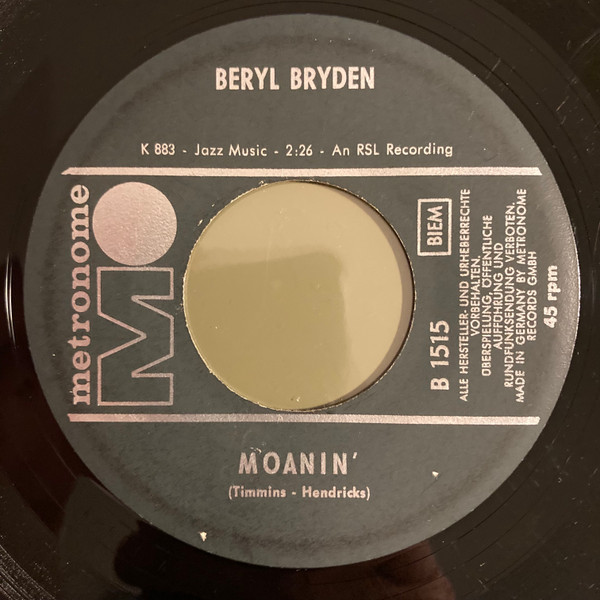 BERYL BRYDEN
K 883 - Jazz Music - 2:26 - An RSL Recording
metronome
M
BIEM
B 1515
ALLE HERSTELLER- UND URHEBERRECHTE
VORBEHALTEN.
ÜBERSPIELUNG, ÖFFENTLICHE
AUFFÜHRUNG UND
RUNDFUNKSENDUNG VERBOTEN.
MADE IN GERMANY BY METRONOME
RECORDS GMBH
45 rpm
MOANIN'
(Timmins - Hendricks)